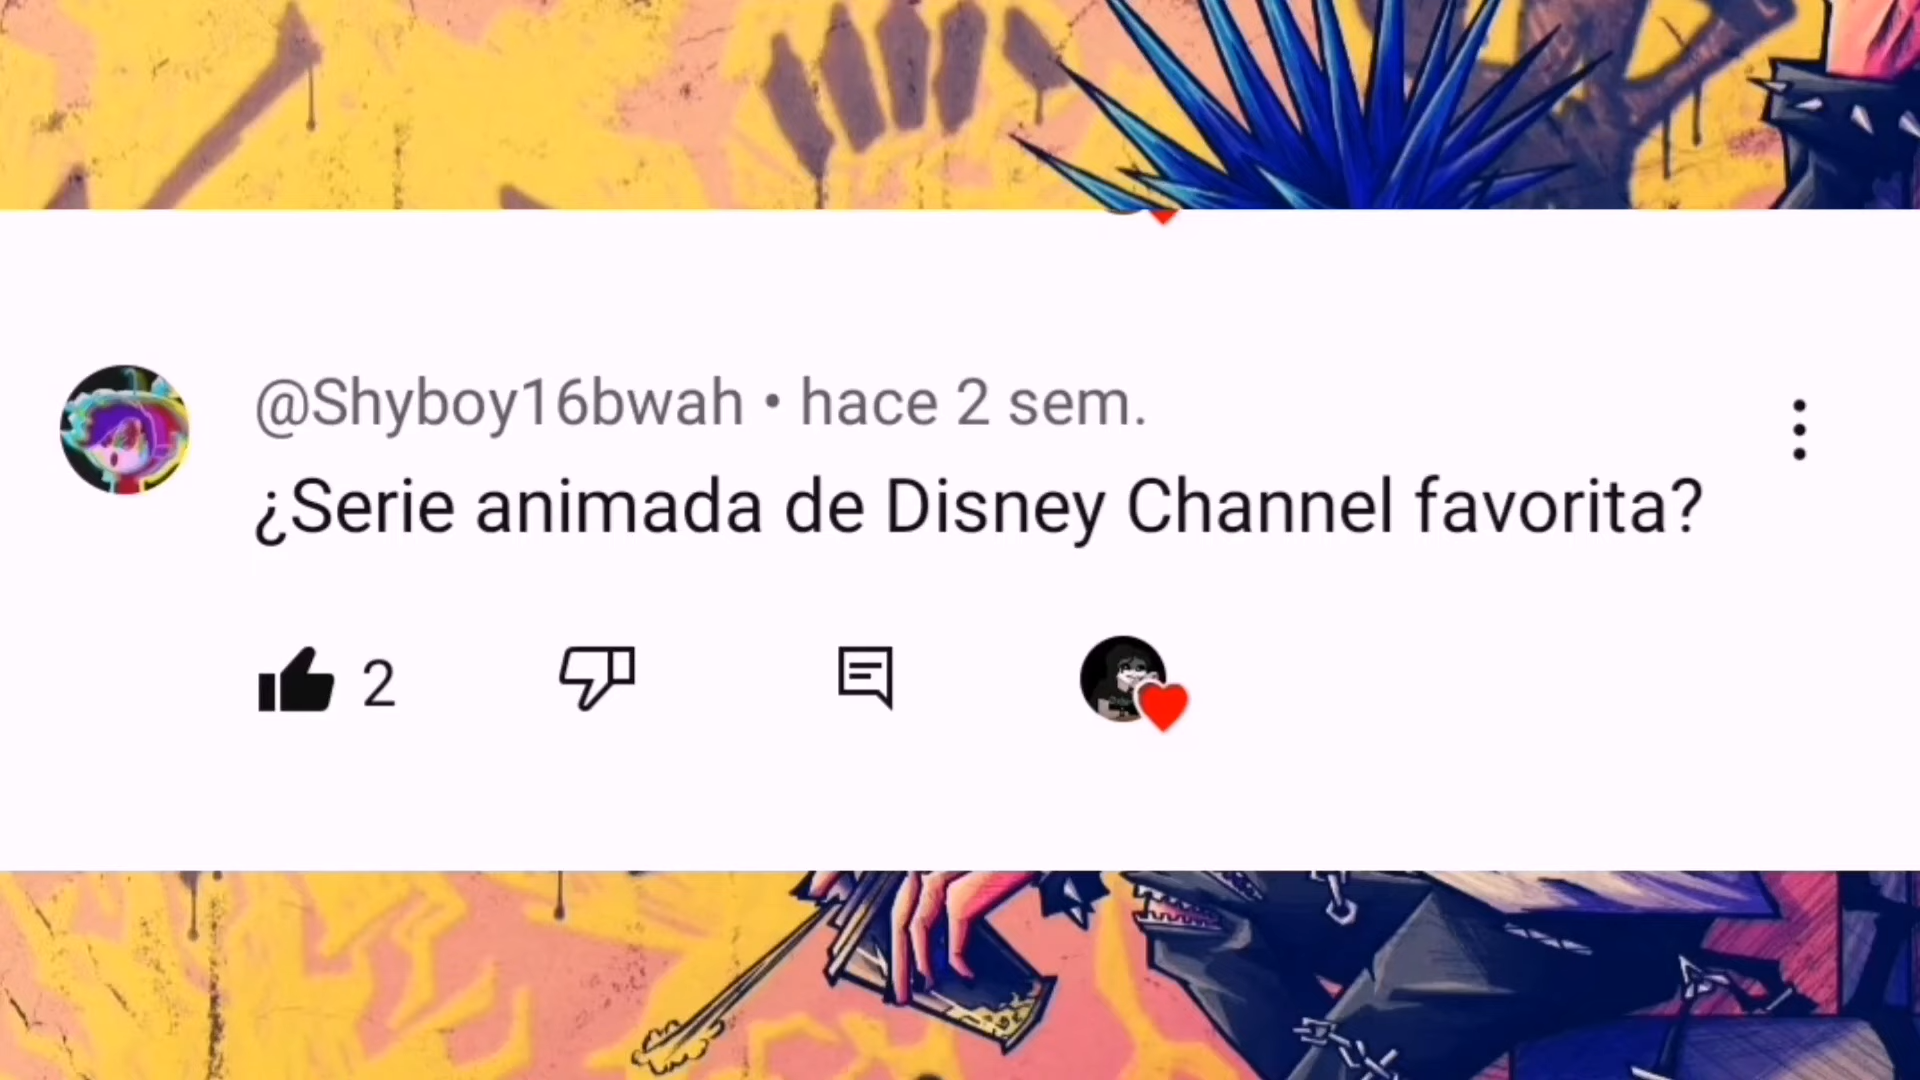 @Shyboy16bwah • hace 2 sem.
¿Serie animada de Disney Channel favorita?
2